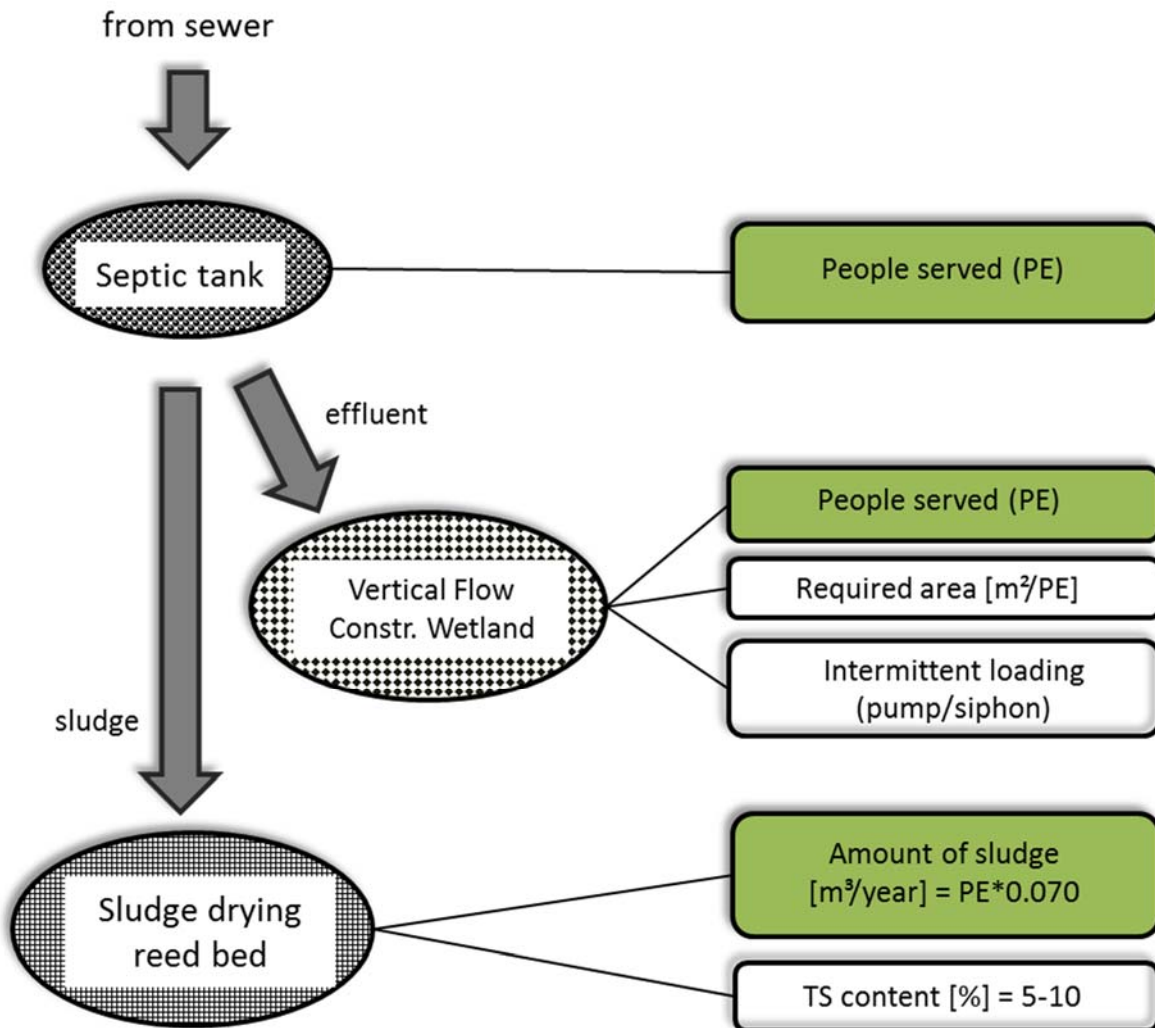 from sewer
Septic tank
People served (PE)
effluent
People served (PE)
Vertical Flow
Constr. Wetland
Required area [m²/PE]
Intermittent loading
(pump/siphon)
sludge
Sludge drying
reed bed
Amount of sludge
[m³/year] = PE*0.070
TS content [%] = 5-10